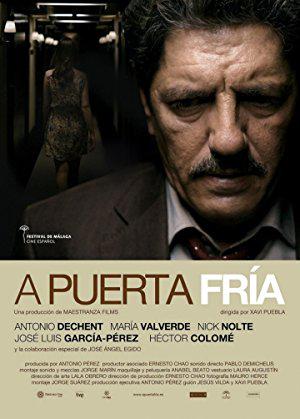 FESTIVAL DE MÁLAGA
CINE ESPAÑOL
A PUERTA FRÍA
Una producción de MAESTRANZA FILMS
dirigida por XAVI PUEBLA
ANTONIO DECHENT MARÍA VALVERDE NICK NOLTE
JOSÉ LUIS GARCÍA-PÉREZ HÉCTOR COLOMÉ
y la colaboración especial de JOSÉ ÁNGEL EGIDO
producida por ANTONIO PÉREZ productor asociado ERNESTO CHAO sonido directo PABLO DEMICHELIS
montaje de sonido y mezclas JORGE MARÍN maquillaje y peluquería ANABEL BEATO vestuario LAURA AGUSTÍN
dirección de arte LALA OBRERO dirección de producción ERNESTO CHAO fotografía MAURO HERCE
montaje JORGE SUÁREZ producción ejecutiva ANTONIO PÉREZ guión JESÚS VILDA y XAVI PUEBLA